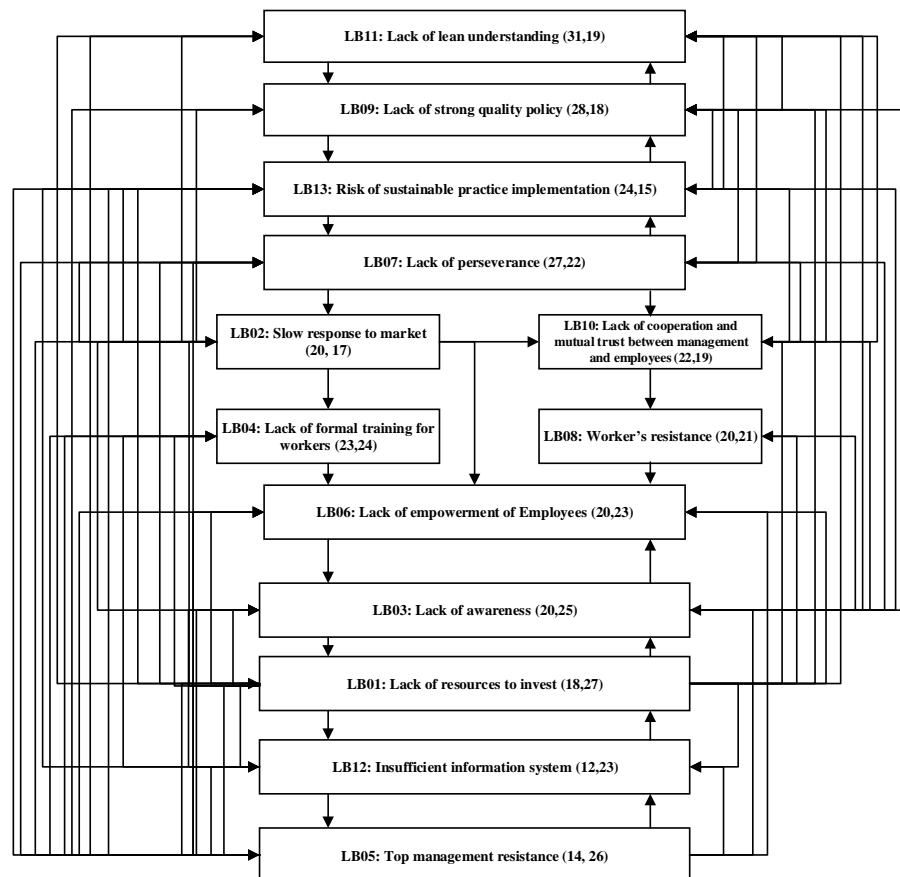 LB11: Lack of lean understanding (31,19)
LB09: Lack of strong quality policy (28,18)
LB13: Risk of sustainable practice implementation (24,15)
LB07: Lack of perseverance (27,22)
LB02: Slow response to market
(20, 17)
LB10: Lack of cooperation and
mutual trust between management
and employees (22,19)
LB04: Lack of formal training for
workers (23,24)
LB08: Worker's resistance (20,21)
LB06: Lack of empowerment of Employees (20,23)
LB03: Lack of awareness (20,25)
LB01: Lack of resources to invest (18,27)
LB12: Insufficient information system (12,23)
LB05: Top management resistance (14, 26)